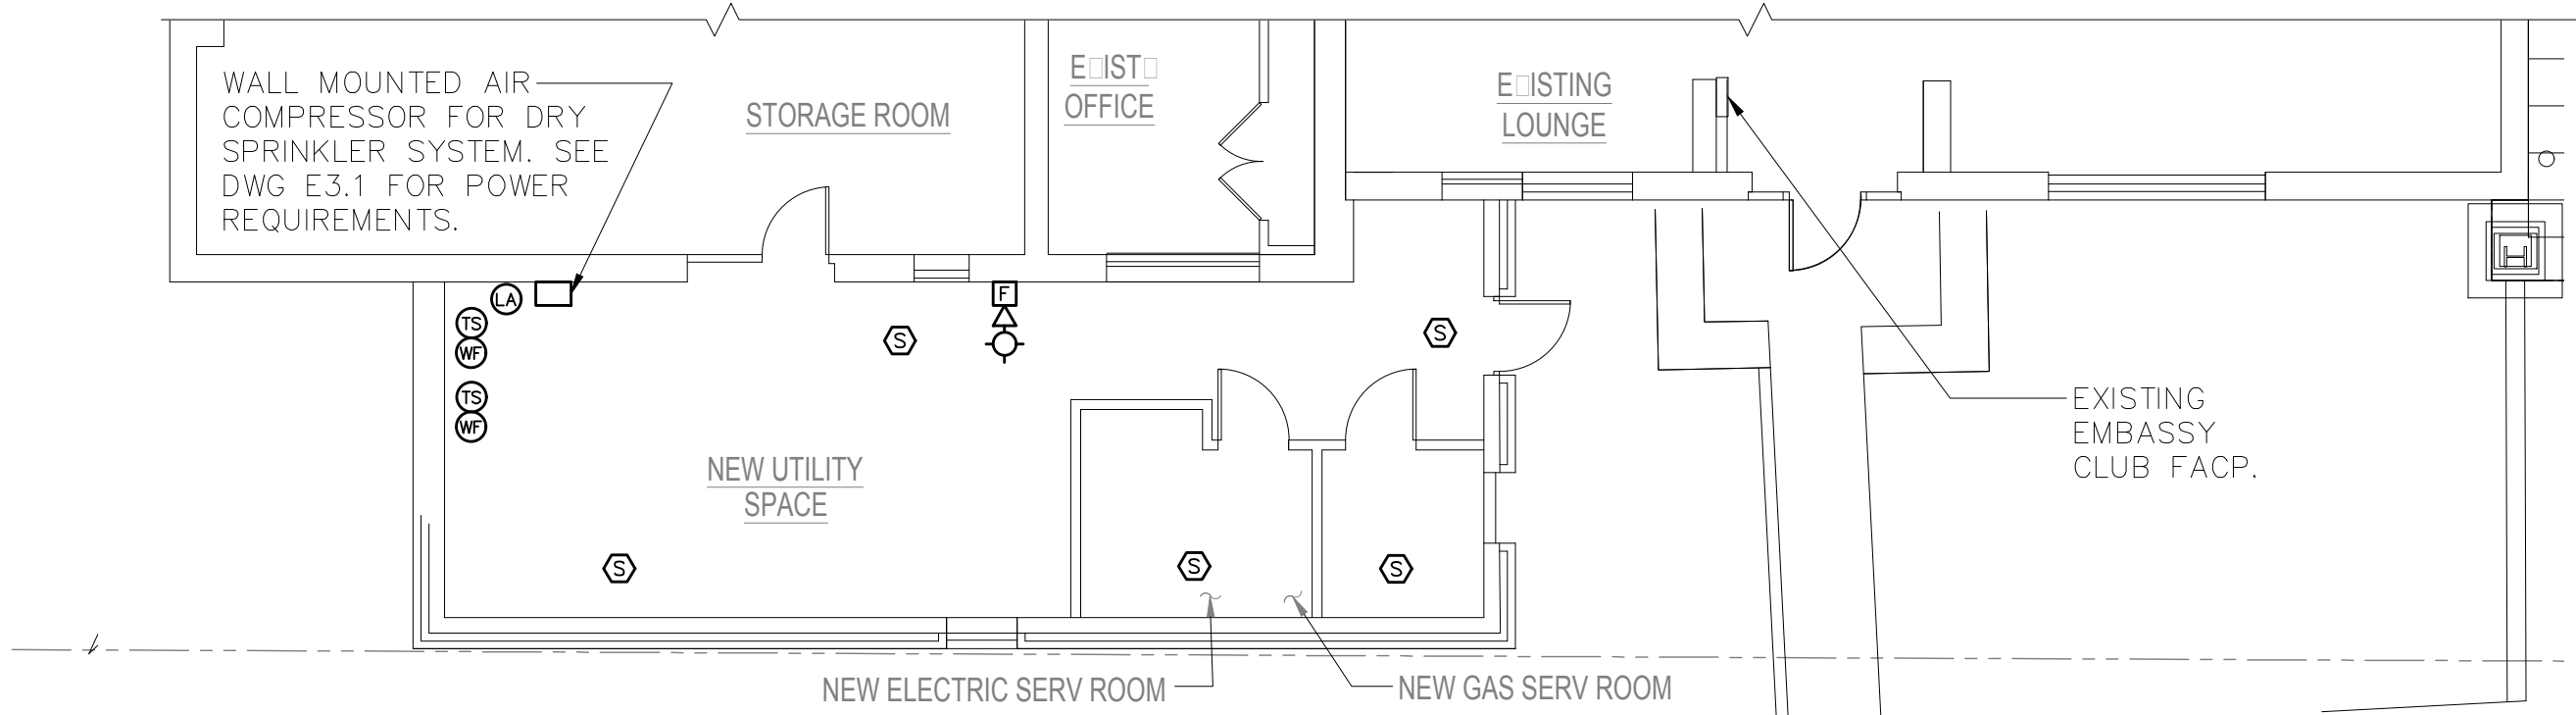 WALL MOUNTED AIR
COMPRESSOR FOR DRY
SPRINKLER SYSTEM. SEE
DWG E3.1 FOR POWER
REQUIREMENTS.
STORAGE ROOM
E□IST□
OFFICE
E□ISTING
LOUNGE
LA
F
TS
WF
S
S
TS
WF
EXISTING
EMBASSY
CLUB FACP.
NEW UTILITY
SPACE
S
S
S
NEW ELECTRIC SERV ROOM
NEW GAS SERV ROOM